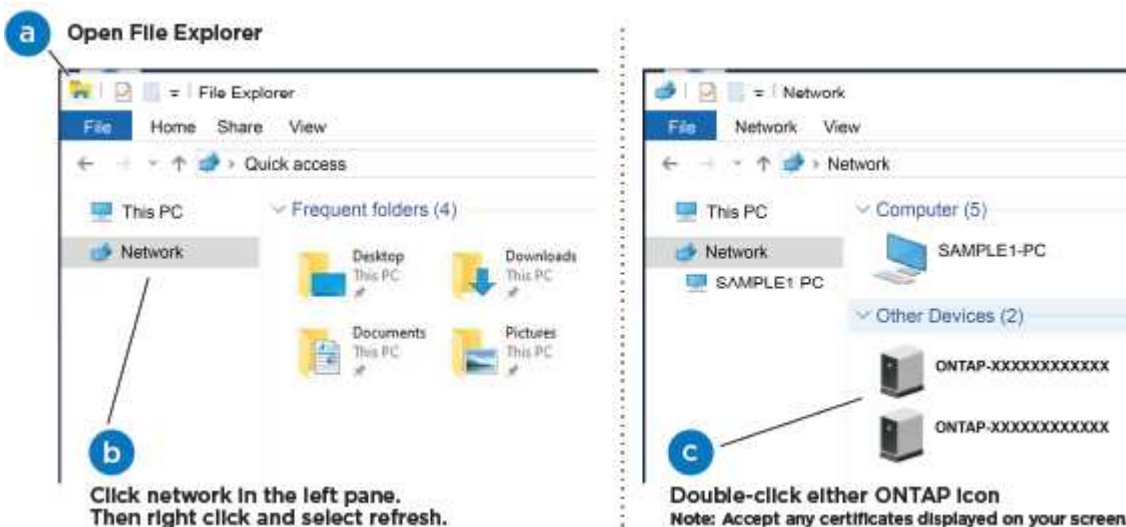 a
Open File Explorer
File Explorer
File Home Share View
Quick access
This PC
Network
Frequent folders (4)
Desktop
This PC
Downloads
This PC
Documents
This PC
Pictures
This PC
b
Click network in the left pane.
Then right click and select refresh.
Network
File Network View
Network
This PC
Network
SAMPLE1 PC
Computer (5)
SAMPLE1-PC
Other Devices (2)
ONTAP-XXXXXXXXXXXX
ONTAP-XXXXXXXXXXXX
c
Double-click either ONTAP icon
Note: Accept any certificates displayed on your screen